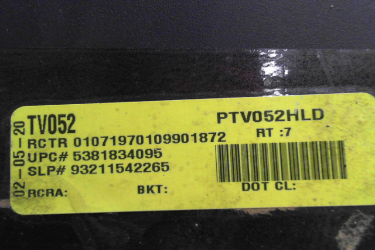 02-05-20
TV052 PTV052HLD
RCTR 01071970109901872 RT :7
UPC# 5381834095
SLP# 93211542265
RCRA: BKT: DOT CL: